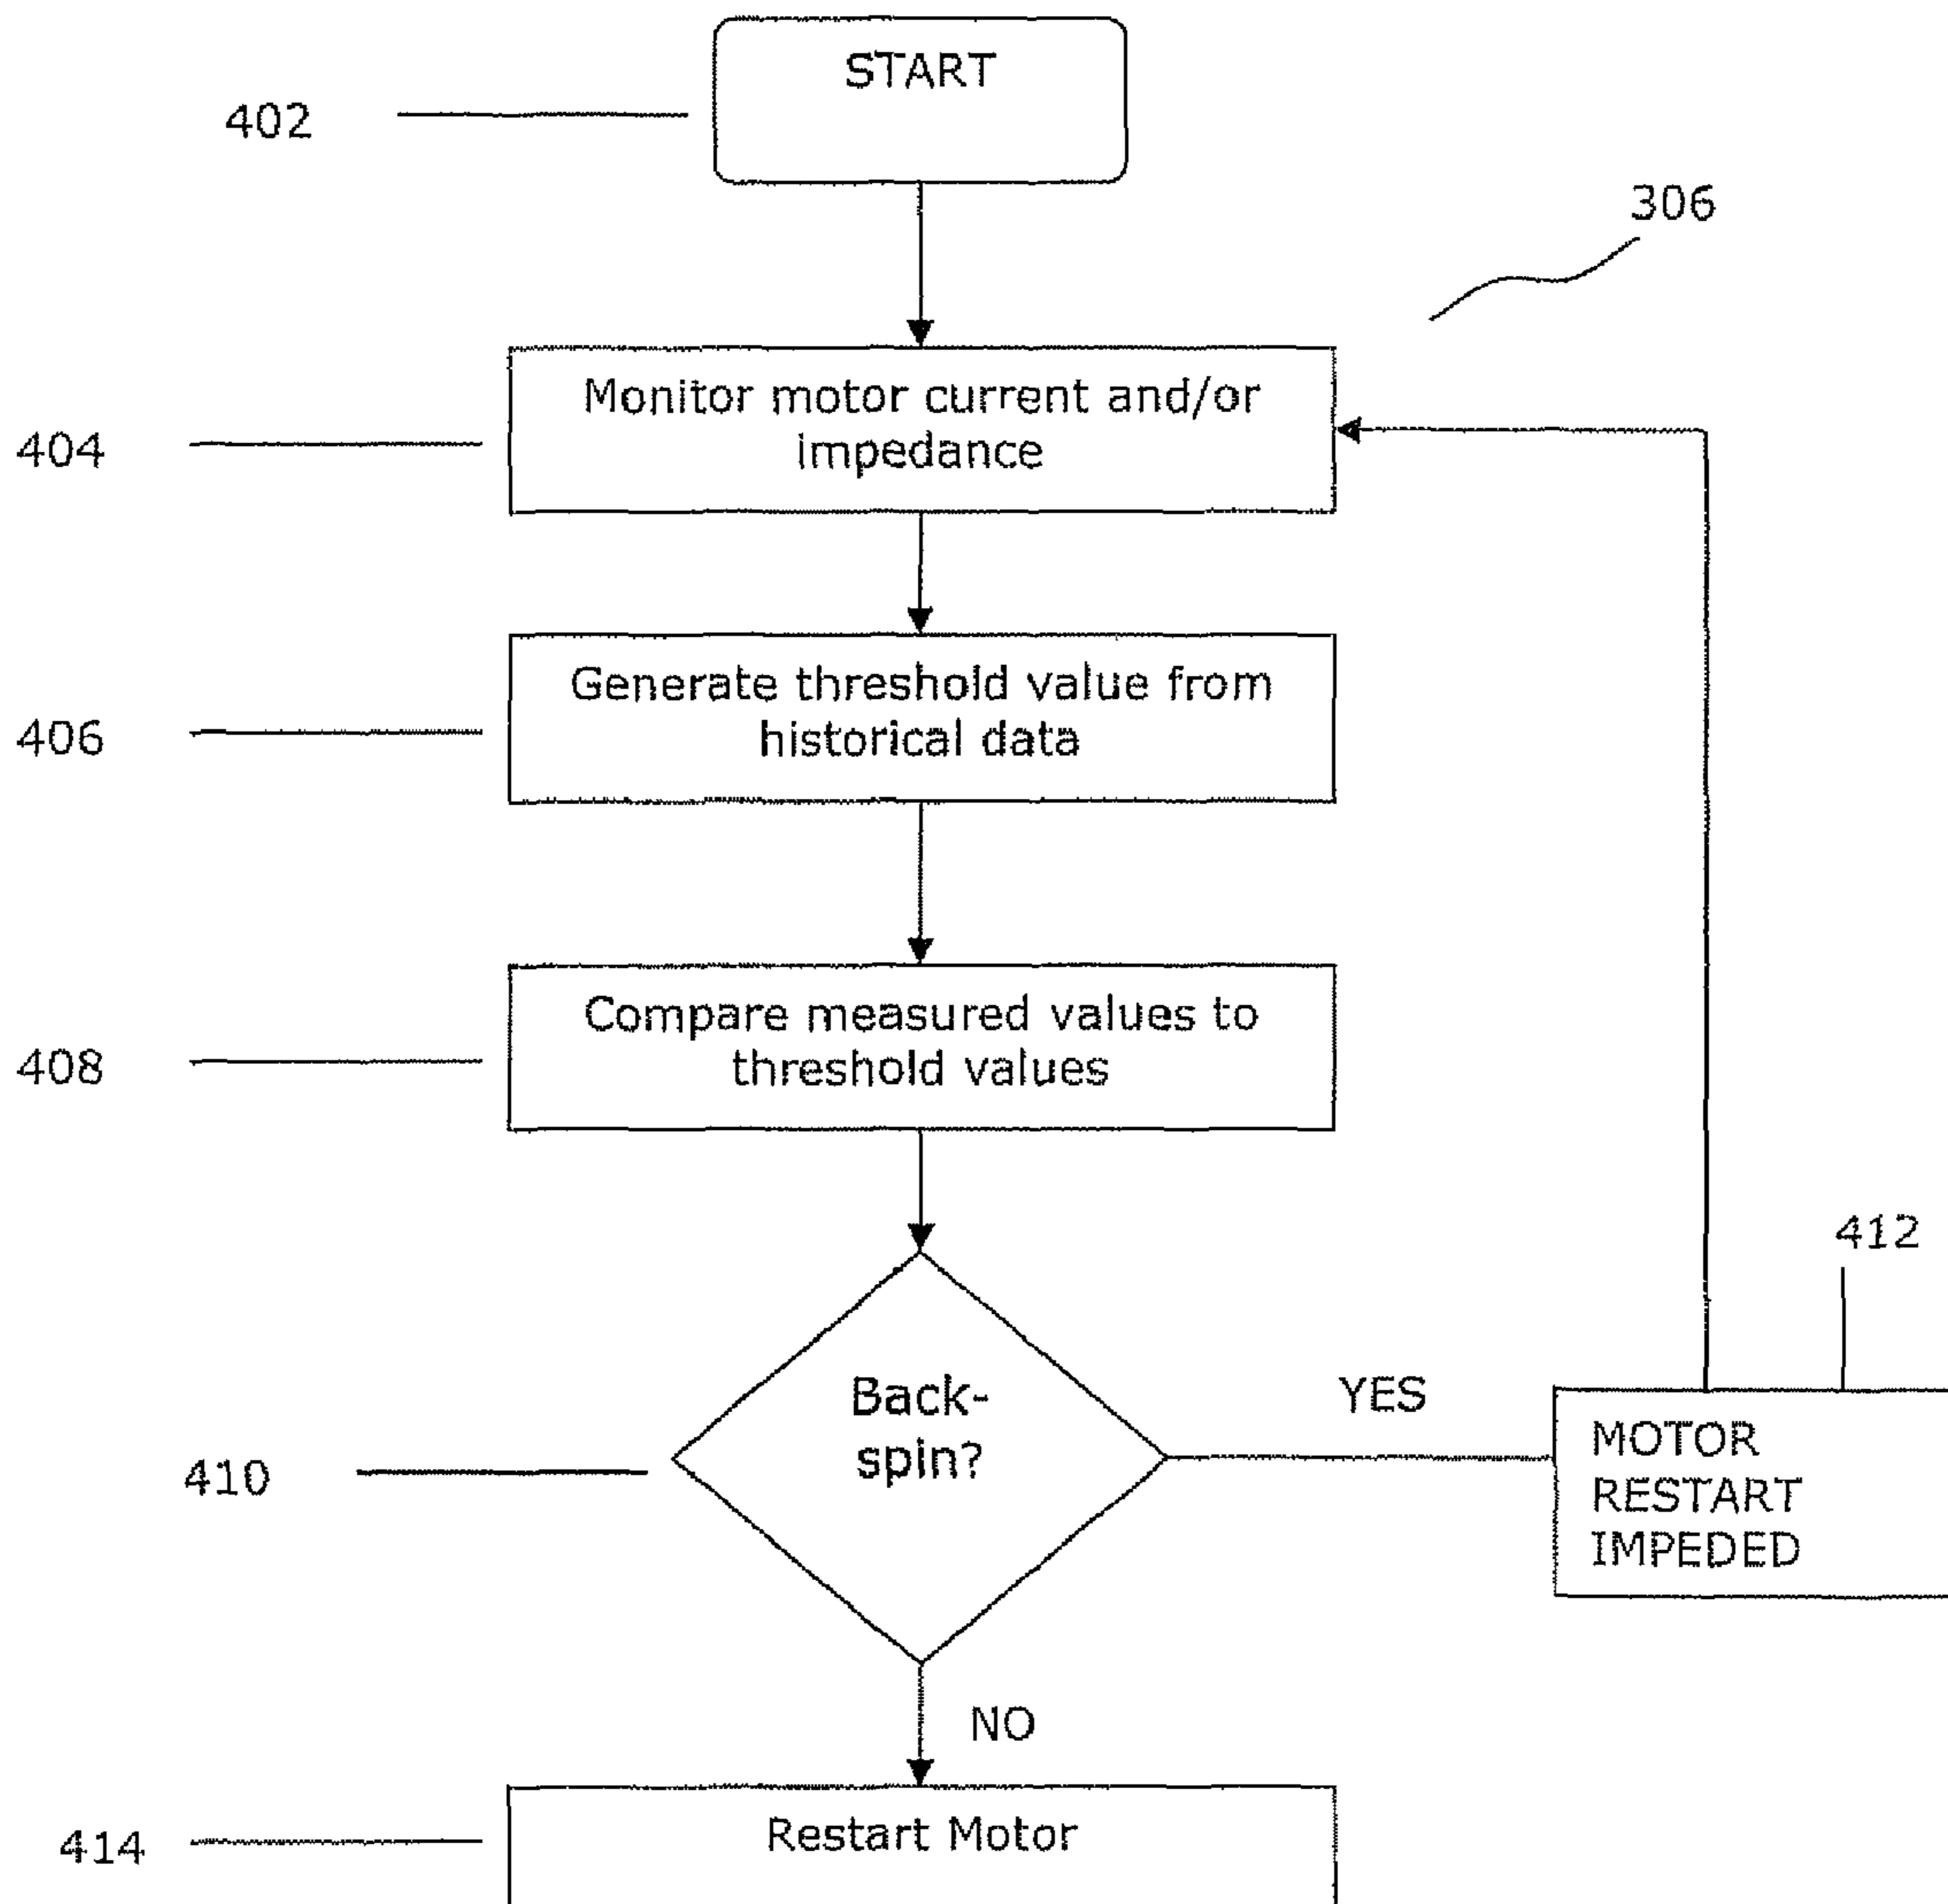 START
402
306
Monitor motor current and/or
impedance
404
Generate threshold value from
historical data
406
Compare measured values to
threshold values
408
412
Back-
spin?
YES
MOTOR
RESTART
IMPEDED
410
NO
Restart Motor
414